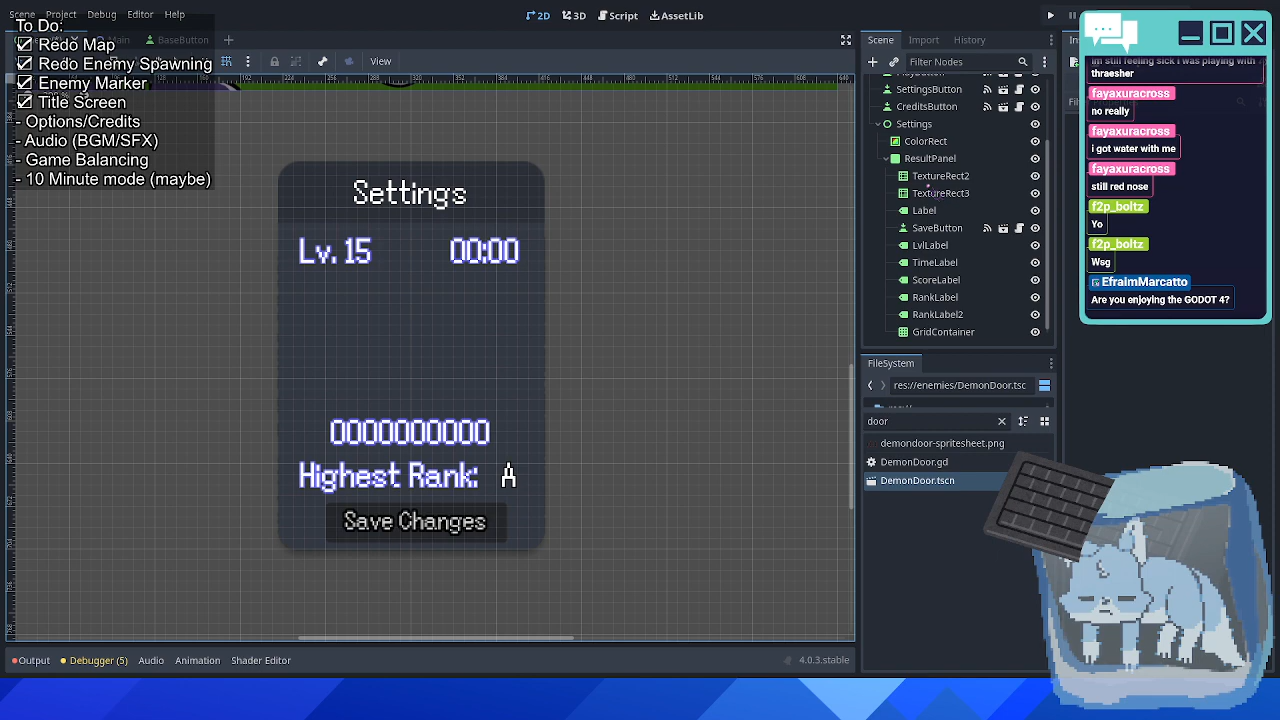 Scene Project Debug Editor Help
2D 3D Script AssetLib
To Do:
Redo Map
Redo Enemy Spawning
Enemy Marker
Title Screen
- Options/Credits
- Audio (BGM/SFX)
- Game Balancing
- 10 Minute mode (maybe)
Main
BaseButton
View
Settings
Lv. 15
00:00
0000000000
Highest Rank: A
Save Changes
Output
Debugger (5)
Audio
Animation
Shader Editor
4.0.3.stable
Scene Import History
Filter Nodes
SettingsButton
CreditsButton
Settings
ColorRect
ResultPanel
TextureRect2
TextureRect3
Label
SaveButton
LvlLabel
TimeLabel
ScoreLabel
RankLabel
RankLabel2
GridContainer
FileSystem
res://enemies/DemonDoor.tsc
door
demondoor-spritesheet.png
DemonDoor.gd
DemonDoor.tscn
im still feeling sick i was playing with
thraesher
fayaxuracross
no really
fayaxuracross
i got water with me
fayaxuracross
still red nose
f2p_boltz
Yo
f2p_boltz
Wsg
EfraimMarcatto
Are you enjoying the GODOT 4?